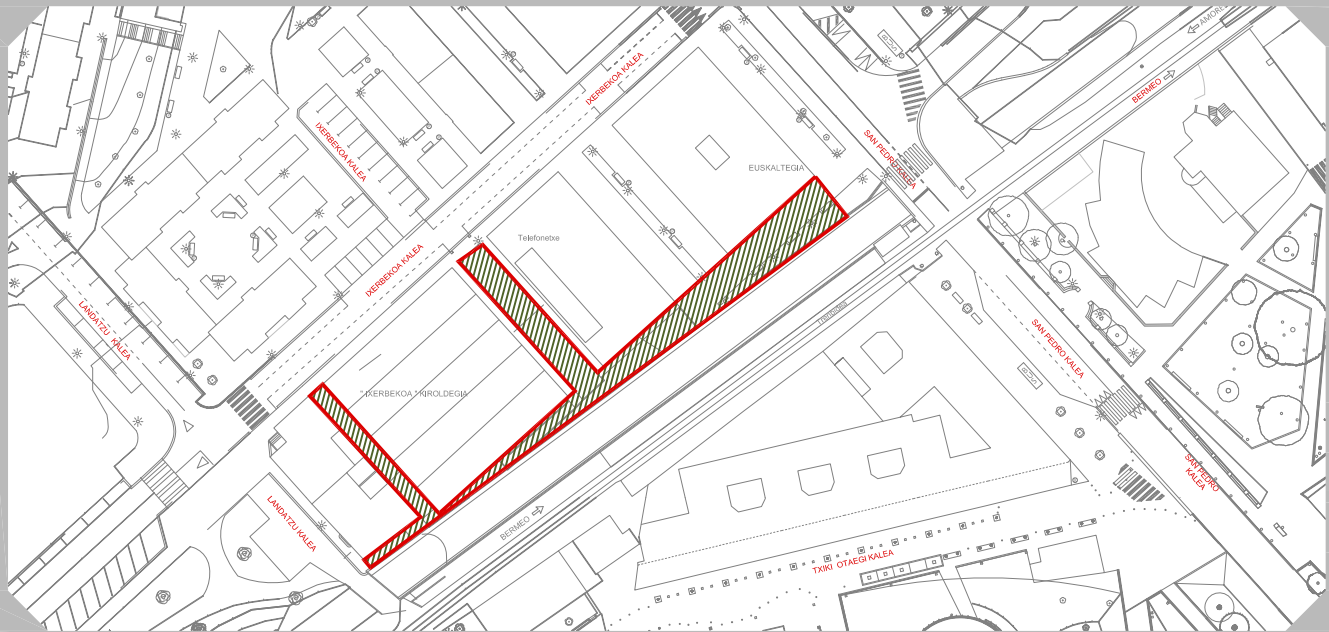 AMOREB
BERMEO
IXERBEKOA KALEA
IXERBEKOA KALEA
SAN PEDRO KALEA
EUSKALTEGIA
Telefonetxe
IXERBEKOA KALEA
LANDATZU KALEA
SAN PEDRO KALEA
"IXERBEKOA" KIROLDEGIA
SAN PEDRO
KALEA
LANDATZU KALEA
BERMEO
TXIKI OTAEGI KALEA